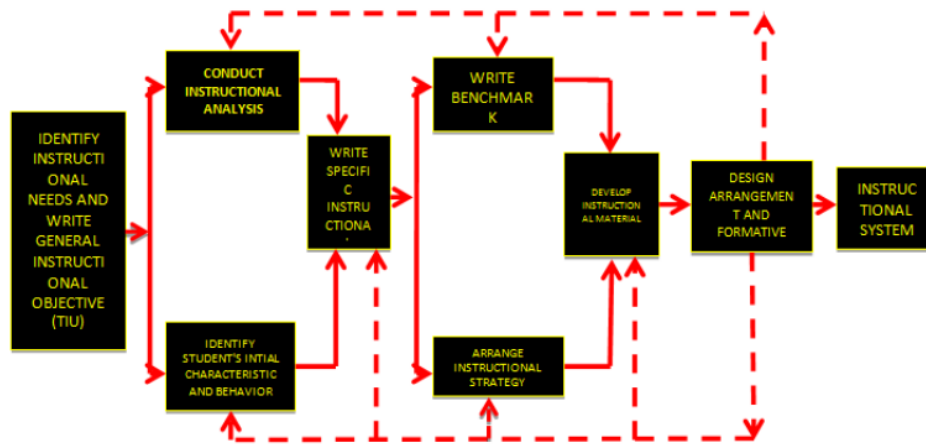 IDENTIFY
INSTRUCTI
ONAL
NEEDS AND
WRITE
GENERAL
INSTRUCTI
ONAL
OBJECTIVE
(TIU)
CONDUCT
INSTRUCTIONAL
ANALYSIS
IDENTIFY
STUDENT'S INTIAL
CHARACTERISTIC
AND BEHAVIOR
WRITE
SPECIFI
C
INSTRU
CTIONA
WRITE
BENCHMAR
K
ARRANGE
INSTRUCTIONAL
STRATEGY
DEVELOP
INSTRUCTION
AL MATERIAL
DESIGN
ARRANGEMEN
T AND
FORMATIVE
INSTRUC
TIONAL
SYSTEM